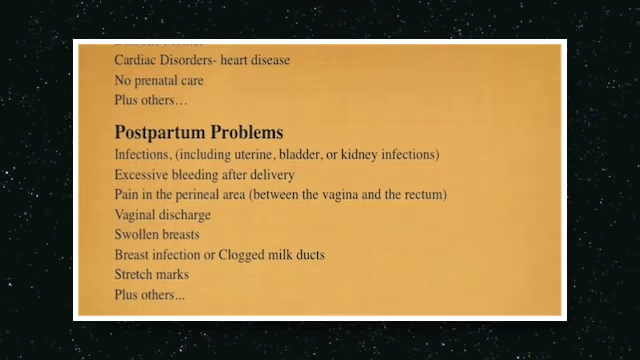 Cardiac Disorders- heart disease
No prenatal care
Plus others…
Postpartum Problems
Infections, (including uterine, bladder, or kidney infections)
Excessive bleeding after delivery
Pain in the perineal area (between the vagina and the rectum)
Vaginal discharge
Swollen breasts
Breast infection or Clogged milk ducts
Stretch marks
Plus others...